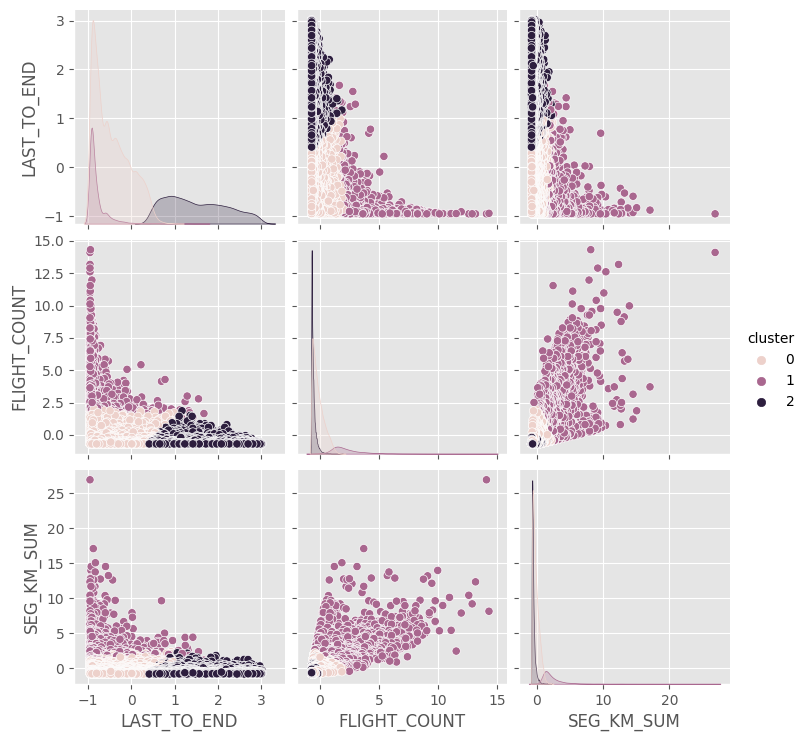 3
2
1
0
−1
LAST_TO_END
15.0
12.5
10.0
7.5
5.0
2.5
0.0
FLIGHT_COUNT
cluster
0
1
2
25
20
15
10
5
0
SEG_KM_SUM
−1 0 1 2 3
0 5 10 15
0 10 20
LAST_TO_END
FLIGHT_COUNT
SEG_KM_SUM